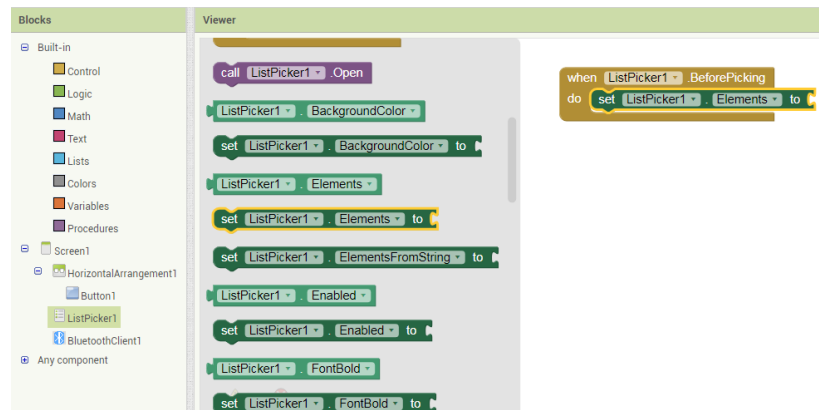 Blocks
Viewer
Built-in
Control
Logic
Math
Text
Lists
Colors
Variables
Procedures
Screen1
HorizontalArrangement1
Button1
ListPicker1
BluetoothClient1
Any component
call ListPicker1 .Open
ListPicker1 . BackgroundColor
set ListPicker1 . BackgroundColor to
ListPicker1 . Elements
set ListPicker1 . Elements to
set ListPicker1 . ElementsFromString to
ListPicker1 . Enabled
set ListPicker1 . Enabled to
ListPicker1 . FontBold
set ListPicker1 . FontBold to
when ListPicker1 .BeforePicking
do set ListPicker1 . Elements to